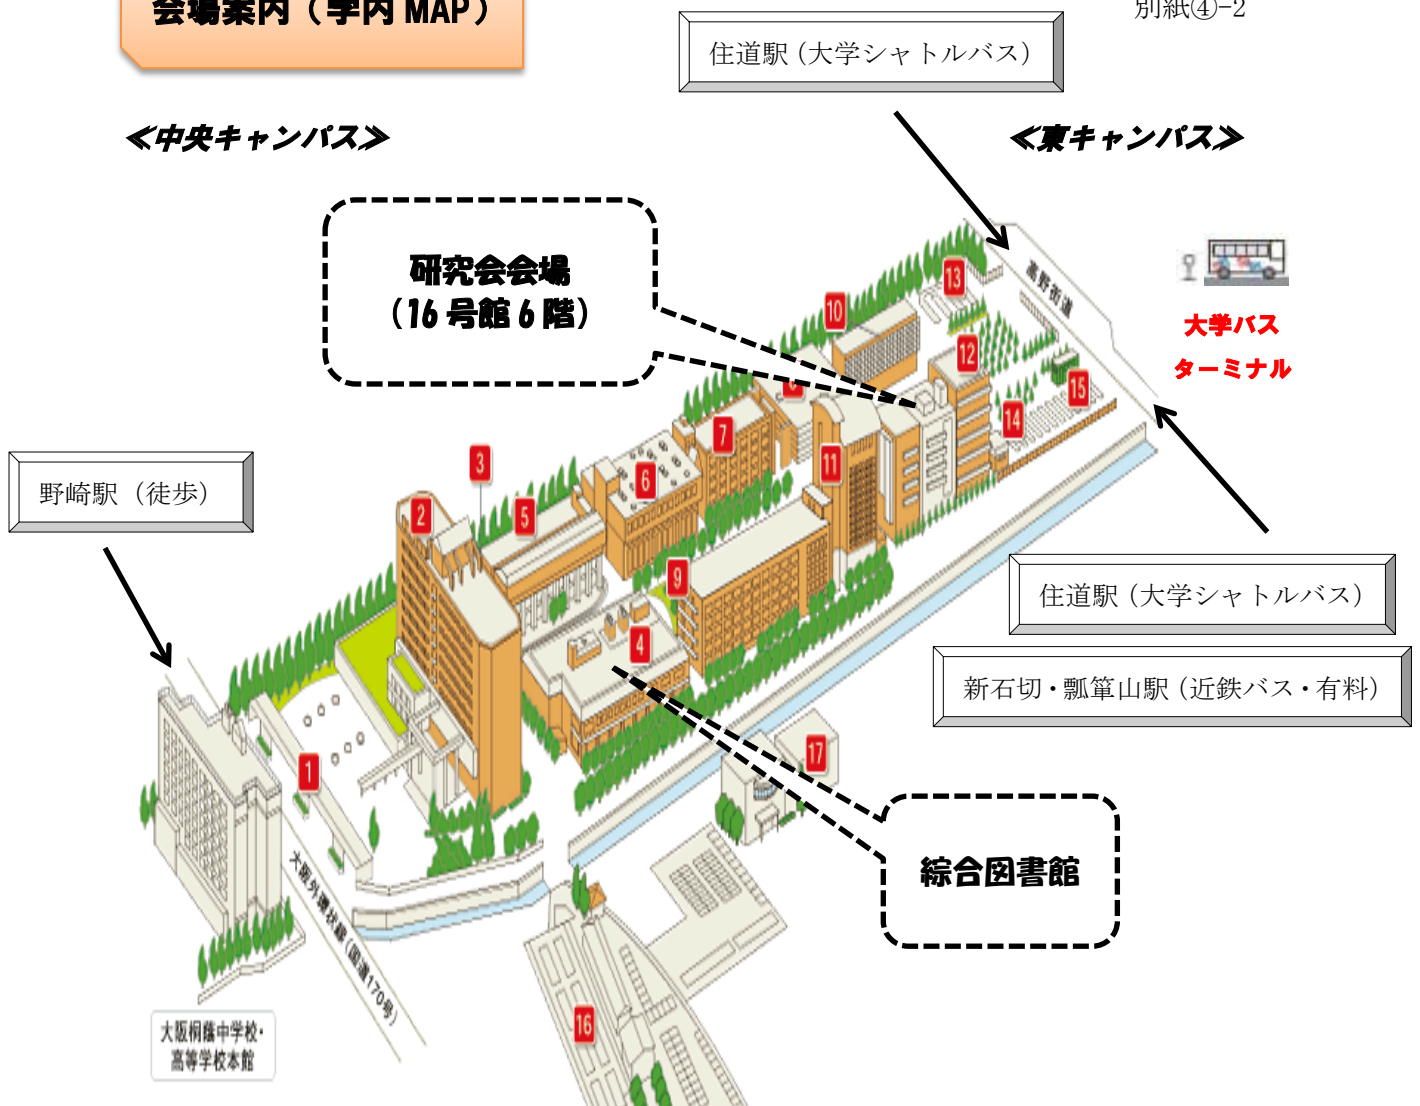 会場案内（学内 MAP）
別紙④-2
住道駅（大学シャトルバス）
≪中央キャンパス≫
≪東キャンパス≫
研究会会場
（16 号館 6 階）
高野街道
大学バス
ターミナル
13
10
12
15
14
7
11
3
6
2
5
野崎駅（徒歩）
9
4
住道駅（大学シャトルバス）
新石切・瓢箪山駅（近鉄バス・有料）
1
17
綜合図書館
大阪外環状線（国道170号）
16
大阪桐蔭中学校・
高等学校本館